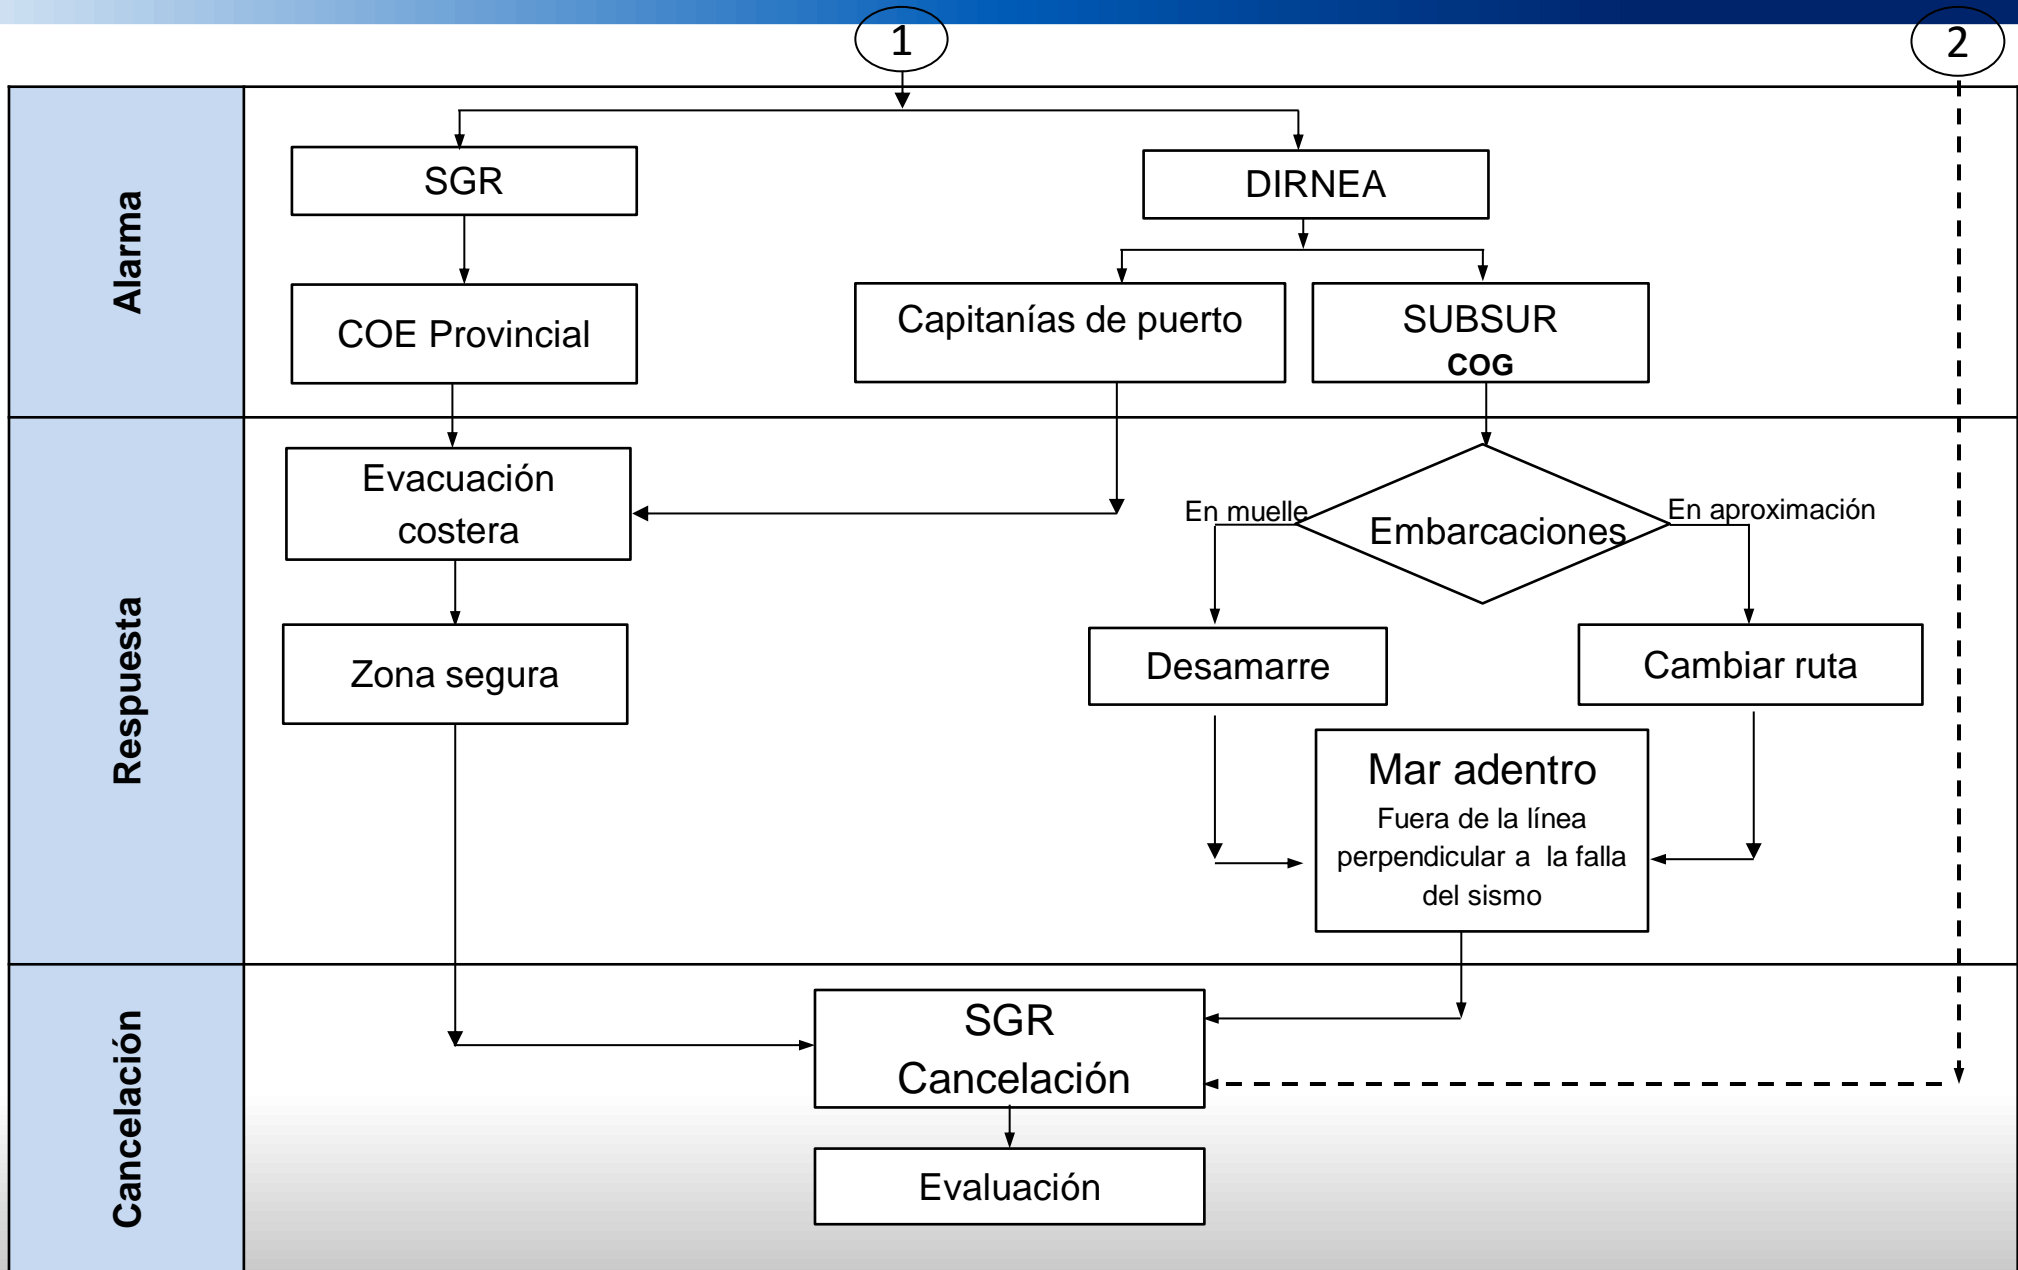 1
2
Alarma
SGR
DIRNEA
COE Provincial
Capitanías de puerto
SUBSUR
COG
Respuesta
Evacuación
costera
En muelle
Embarcaciones
En aproximación
Zona segura
Desamarre
Cambiar ruta
Mar adentro
Fuera de la línea
perpendicular a la falla
del sismo
Cancelación
SGR
Cancelación
Evaluación